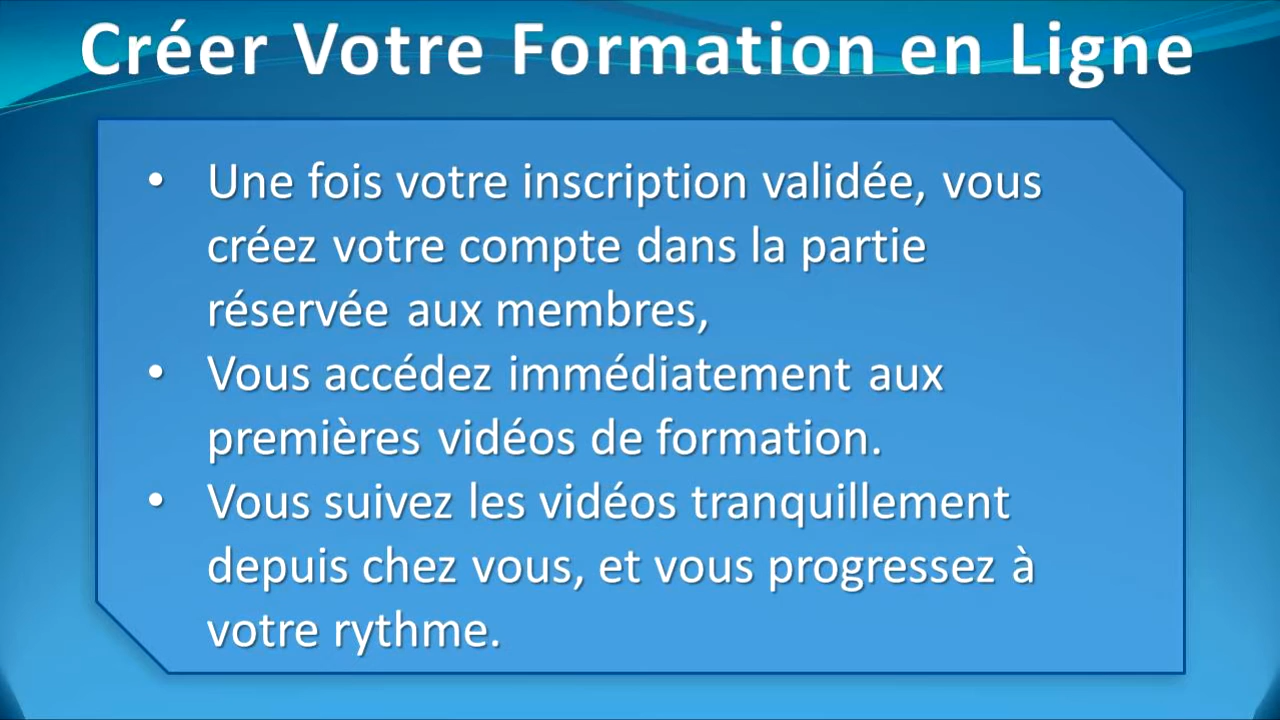 Créer Votre Formation en Ligne
• Une fois votre inscription validée, vous
créez votre compte dans la partie
réservée aux membres,
• Vous accédez immédiatement aux
premières vidéos de formation.
• Vous suivez les vidéos tranquillement
depuis chez vous, et vous progressez à
votre rythme.